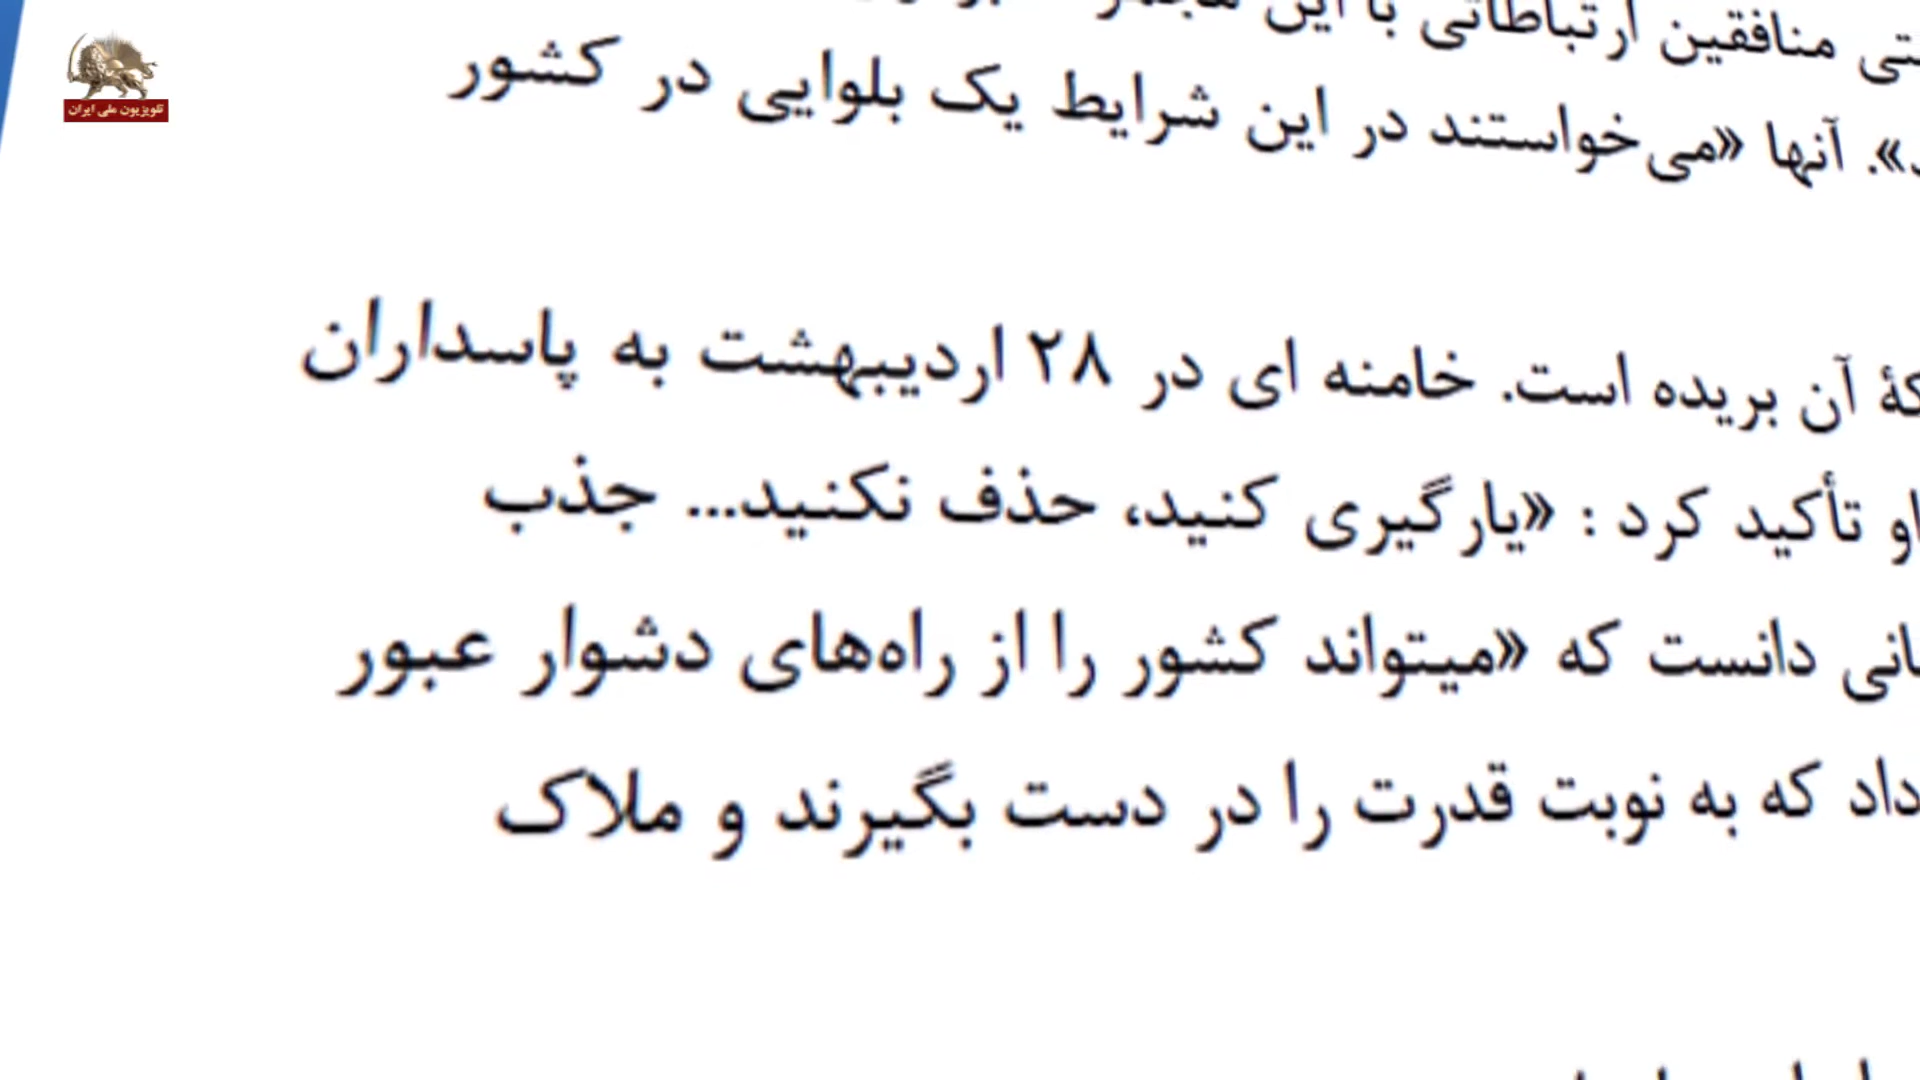 تلویزیون ملی ایران
منافقین ارتباطاتی با این
». آنها «می‌خواستند در این شرایط یک بلوایی در کشور
آن بریده است. خامنه ای در ۲۸ اردیبهشت به پاسداران
او تأکید کرد : «یارگیری کنید، حذف نکنید... جذب
دانست که «میتواند کشور را از راه‌های دشوار عبور
داد که به نوبت قدرت را در دست بگیرند و ملاک